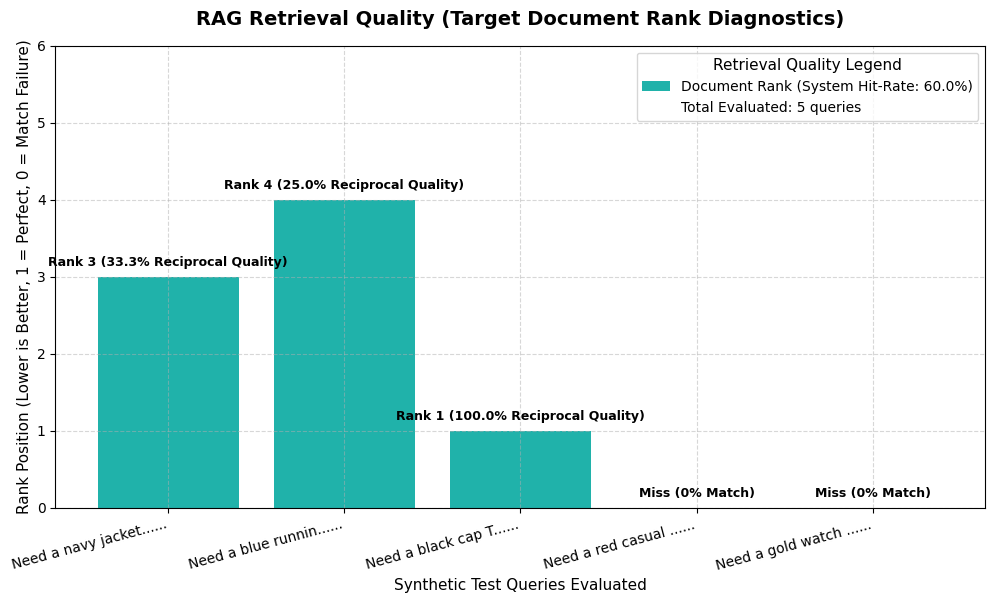 RAG Retrieval Quality (Target Document Rank Diagnostics)
Rank Position (Lower is Better, 1 = Perfect, 0 = Match Failure)
6
5
4
3
2
1
0
Retrieval Quality Legend
Document Rank (System Hit-Rate: 60.0%)
Total Evaluated: 5 queries
Rank 3 (33.3% Reciprocal Quality)
Rank 4 (25.0% Reciprocal Quality)
Rank 1 (100.0% Reciprocal Quality)
Miss (0% Match)
Miss (0% Match)
Need a navy jacket......
Need a blue runnin......
Need a black cap T......
Need a red casual ......
Need a gold watch ......
Synthetic Test Queries Evaluated